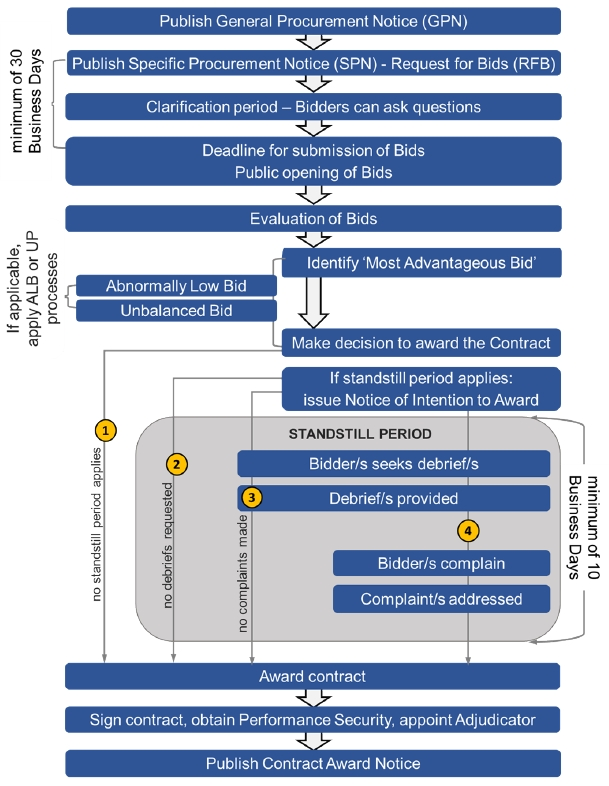 Publish General Procurement Notice (GPN)
minimum of 30
Business Days
Publish Specific Procurement Notice (SPN) - Request for Bids (RFB)
Clarification period – Bidders can ask questions
Deadline for submission of Bids
Public opening of Bids
Evaluation of Bids
If applicable,
apply ALB or UP
processes
Identify ‘Most Advantageous Bid’
Abnormally Low Bid
Unbalanced Bid
Make decision to award the Contract
If standstill period applies:
issue Notice of Intention to Award
STANDSTILL PERIOD
1
no standstill period applies
2
no debriefs requested
Bidder/s seeks debrief/s
3
no complaints made
Debrief/s provided
4
Bidder/s complain
Complaint/s addressed
minimum of 10
Business Days
Award contract
Sign contract, obtain Performance Security, appoint Adjudicator
Publish Contract Award Notice